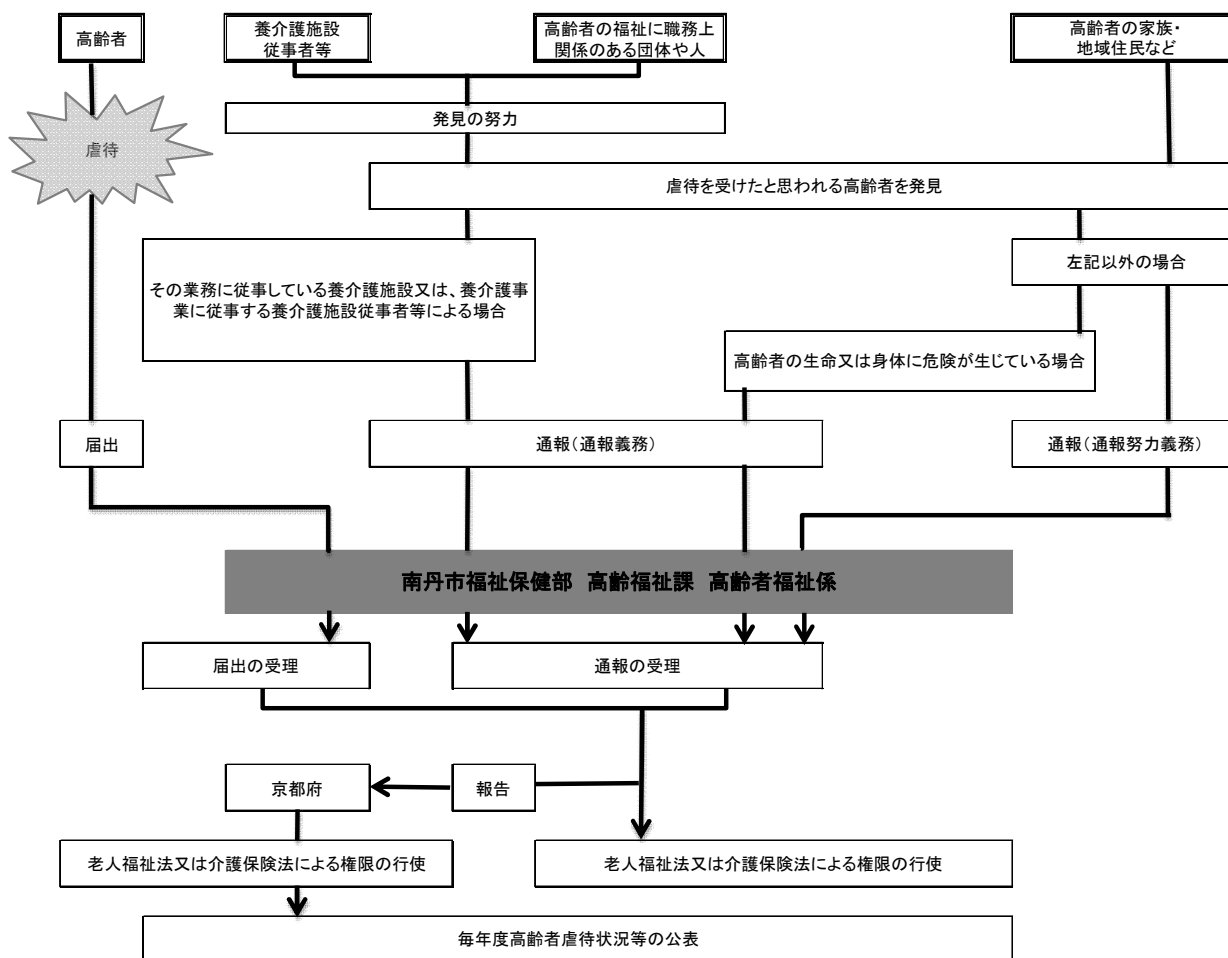 高齢者
養介護施設
従事者等
高齢者の福祉に職務上
関係のある団体や人
高齢者の家族・
地域住民など
発見の努力
虐待
虐待を受けたと思われる高齢者を発見
その業務に従事している養介護施設又は、養介護事
業に従事する養介護施設従事者等による場合
左記以外の場合
高齢者の生命又は身体に危険が生じている場合
届出
通報(通報義務)
通報(通報努力義務)
南丹市福祉保健部 高齢福祉課 高齢者福祉係
届出の受理
通報の受理
京都府
報告
老人福祉法又は介護保険法による権限の行使
老人福祉法又は介護保険法による権限の行使
毎年度高齢者虐待状況等の公表